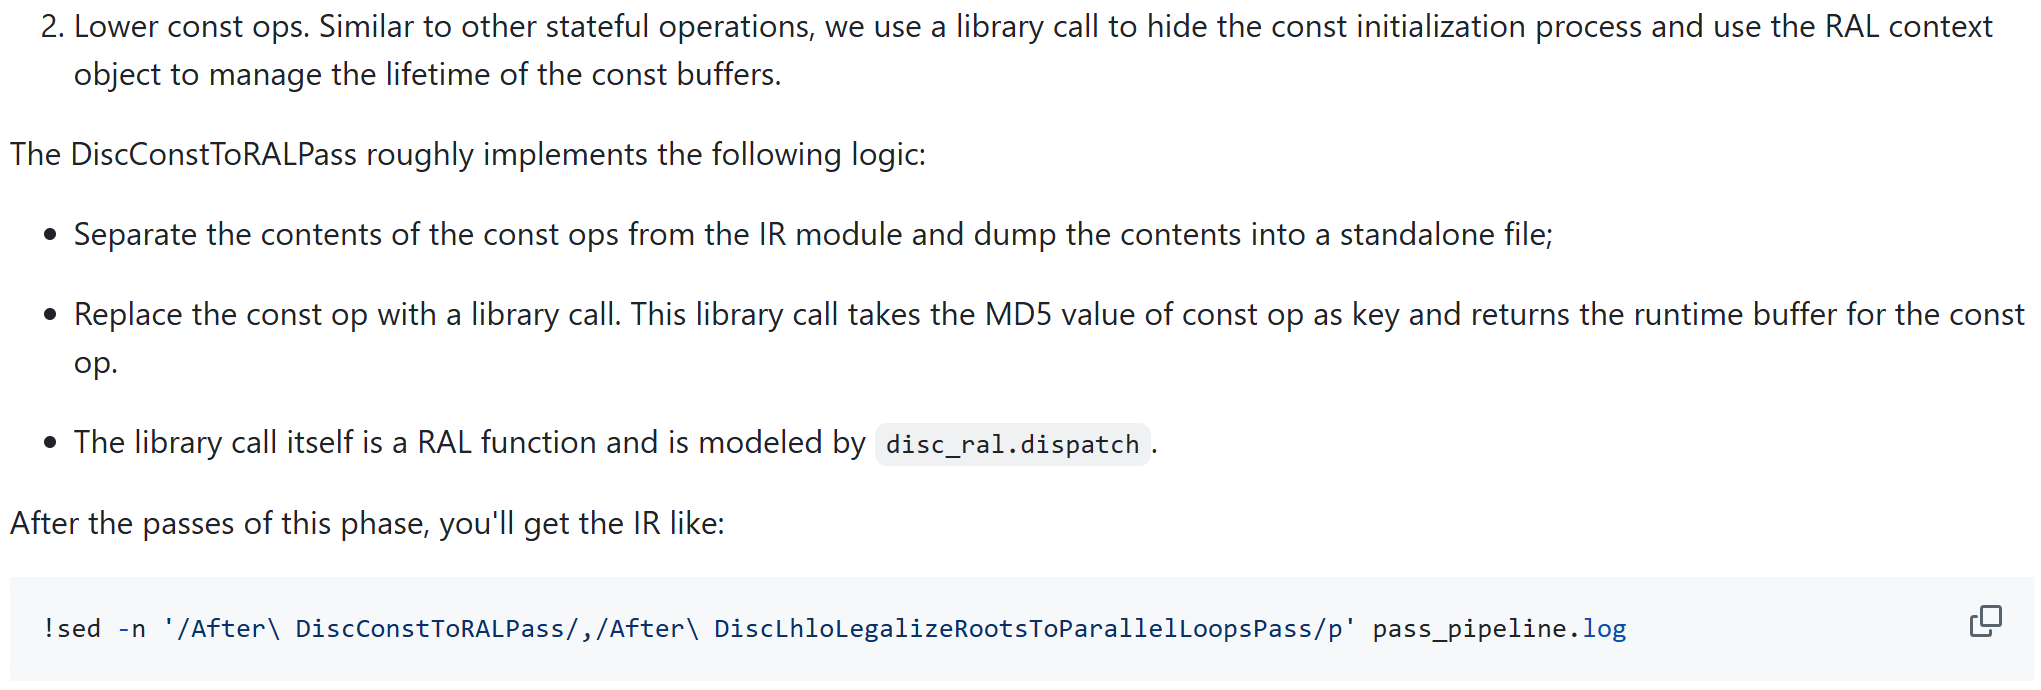 2. Lower const ops. Similar to other stateful operations, we use a library call to hide the const initialization process and use the RAL context
object to manage the lifetime of the const buffers.
The DiscConstToRALPass roughly implements the following logic:
• Separate the contents of the const ops from the IR module and dump the contents into a standalone file;
• Replace the const op with a library call. This library call takes the MD5 value of const op as key and returns the runtime buffer for the const
op.
• The library call itself is a RAL function and is modeled by disc_ral.dispatch.
After the passes of this phase, you'll get the IR like:
!sed -n '/After\ DiscConstToRALPass/,/After\ DiscLhloLegalizeRootsToParallelLoopsPass/p' pass_pipeline.log